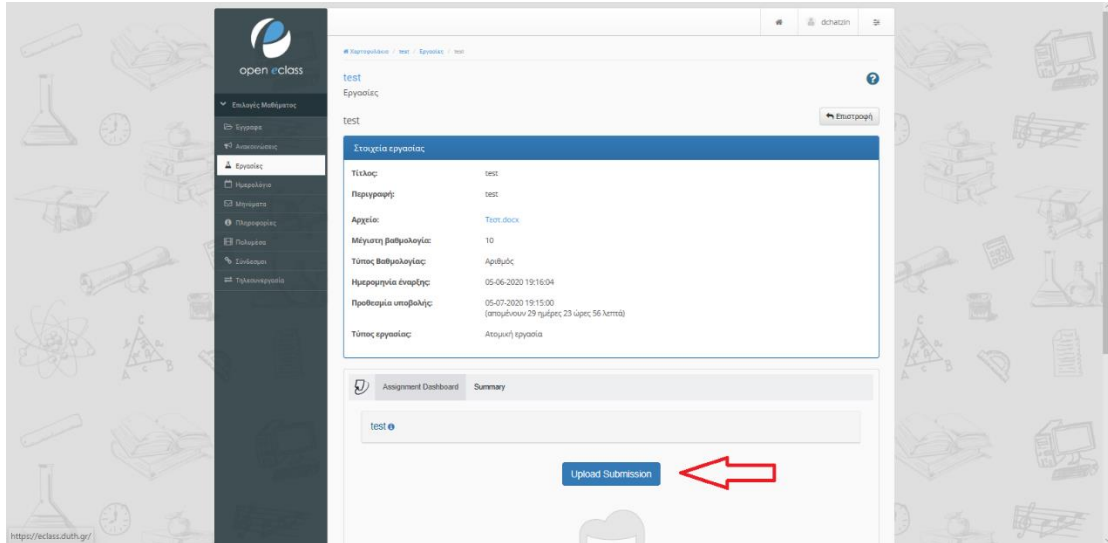 dchatzin
Χαρτοφυλάκιο / test / Εργασίες / test
open eclass
test
Εργασίες
Επιλογές Μαθήματος
test
Επιστροφή
Έγγραφα
Ανακοινώσεις
Εργασίες
Ημερολόγιο
Μηνύματα
Πληροφορίες
Πολυμέσα
Σύνδεσμοι
Τηλεσυνεργασία
Στοιχεία εργασίας
Τίτλος: test
Περιγραφή: test
Αρχείο: Test.docx
Μέγιστη βαθμολογία: 10
Τύπος Βαθμολογίας: Αριθμός
Ημερομηνία έναρξης: 05-06-2020 19:16:04
Προθεσμία υποβολής: 05-07-2020 19:15:00
(απομένουν 29 ημέρες 23 ώρες 56 λεπτά)
Τύπος εργασίας: Ατομική εργασία
Assignment Dashboard Summary
test
Upload Submission
https://eclass.duth.gr/